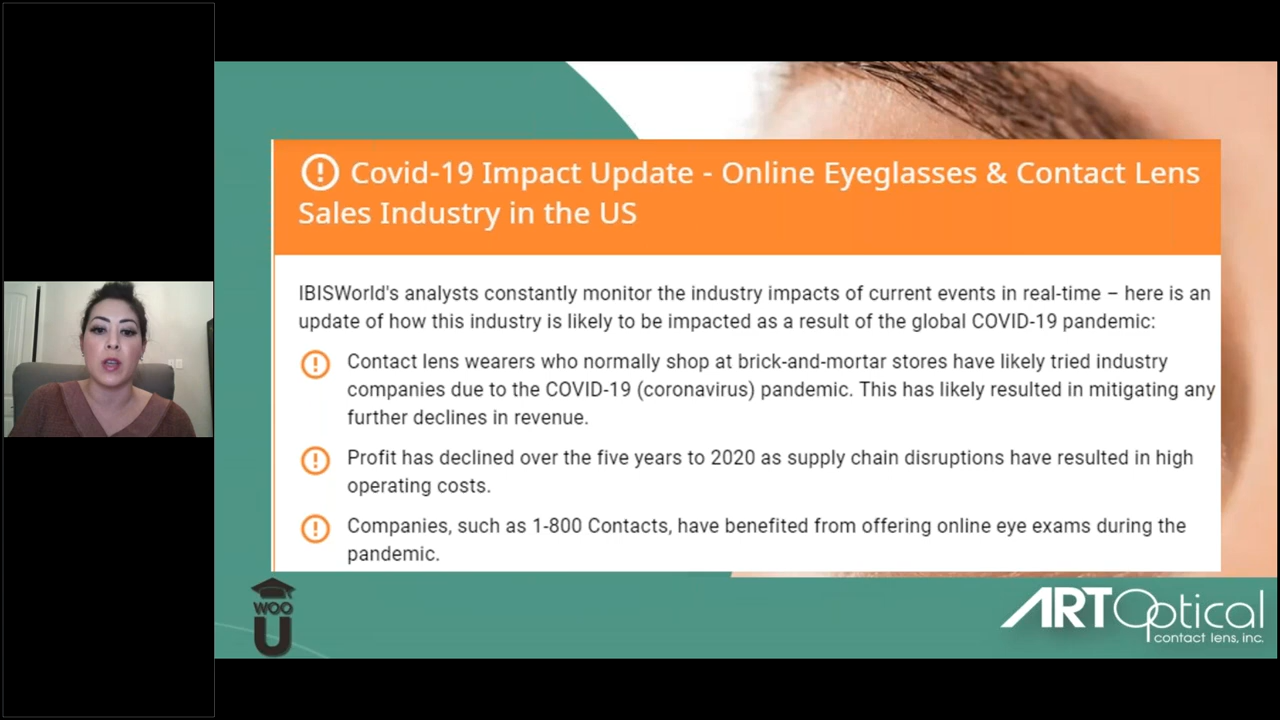 Covid-19 Impact Update - Online Eyeglasses & Contact Lens
Sales Industry in the US
IBISWorld's analysts constantly monitor the industry impacts of current events in real-time – here is an
update of how this industry is likely to be impacted as a result of the global COVID-19 pandemic:
Contact lens wearers who normally shop at brick-and-mortar stores have likely tried industry
companies due to the COVID-19 (coronavirus) pandemic. This has likely resulted in mitigating any
further declines in revenue.
Profit has declined over the five years to 2020 as supply chain disruptions have resulted in high
operating costs.
Companies, such as 1-800 Contacts, have benefited from offering online eye exams during the
pandemic.
WOO
U
ART Optical
contact lens, inc.